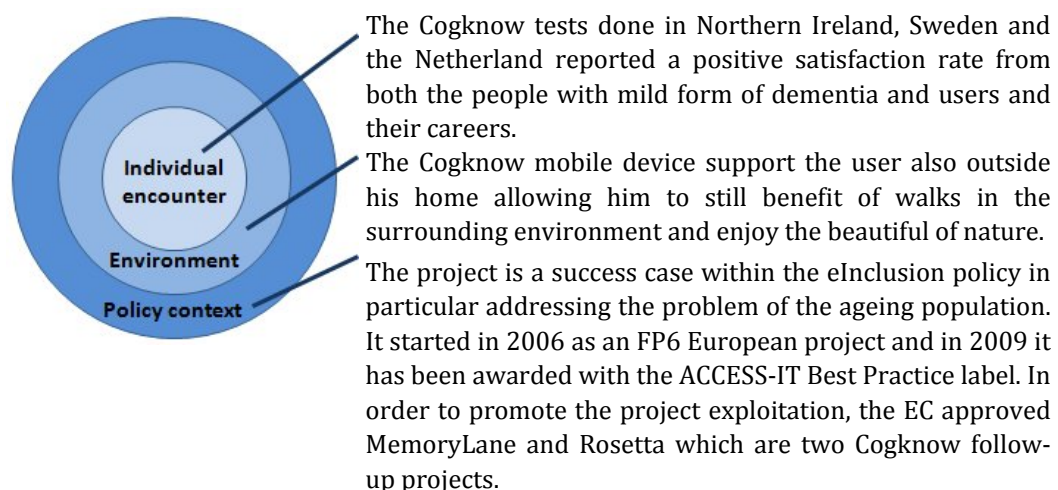 The Cogknow tests done in Northern Ireland, Sweden and
the Netherland reported a positive satisfaction rate from
both the people with mild form of dementia and users and
their careers.
Individual
encounter
Environment
Policy context
The Cogknow mobile device support the user also outside
his home allowing him to still benefit of walks in the
surrounding environment and enjoy the beautiful of nature.
The project is a success case within the eInclusion policy in
particular addressing the problem of the ageing population.
It started in 2006 as an FP6 European project and in 2009 it
has been awarded with the ACCESS-IT Best Practice label. In
order to promote the project exploitation, the EC approved
MemoryLane and Rosetta which are two Cogknow follow-
up projects.